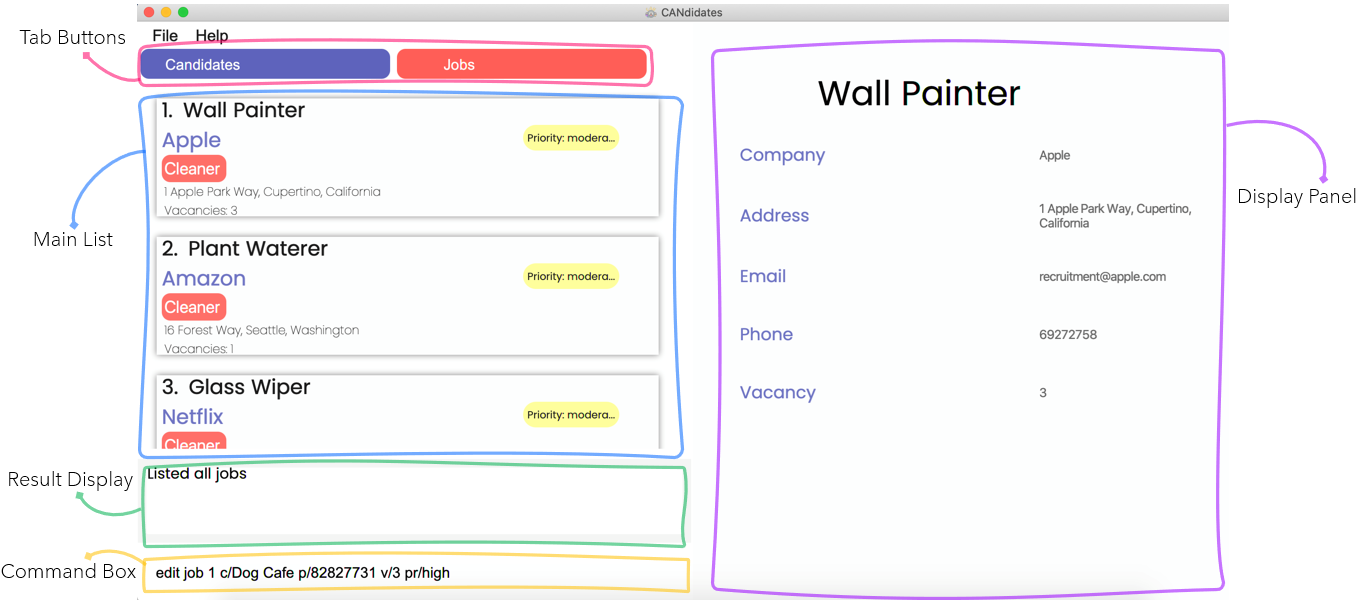 CANdidates
Tab Buttons
File Help
Candidates
Jobs
Main List
1. Wall Painter
Apple
Priority: modera...
Cleaner
1 Apple Park Way, Cupertino, California
Vacancies: 3
2. Plant Waterer
Amazon
Priority: modera...
Cleaner
16 Forest Way, Seattle, Washington
Vacancies: 1
3. Glass Wiper
Netflix
Priority: modera...
Cleaner
Result Display
Listed all jobs
Command Box
edit job 1 c/Dog Cafe p/82827731 v/3 pr/high
Display Panel
Wall Painter
Company Apple
Address 1 Apple Park Way, Cupertino,
California
Email recruitment@apple.com
Phone 69272758
Vacancy 3